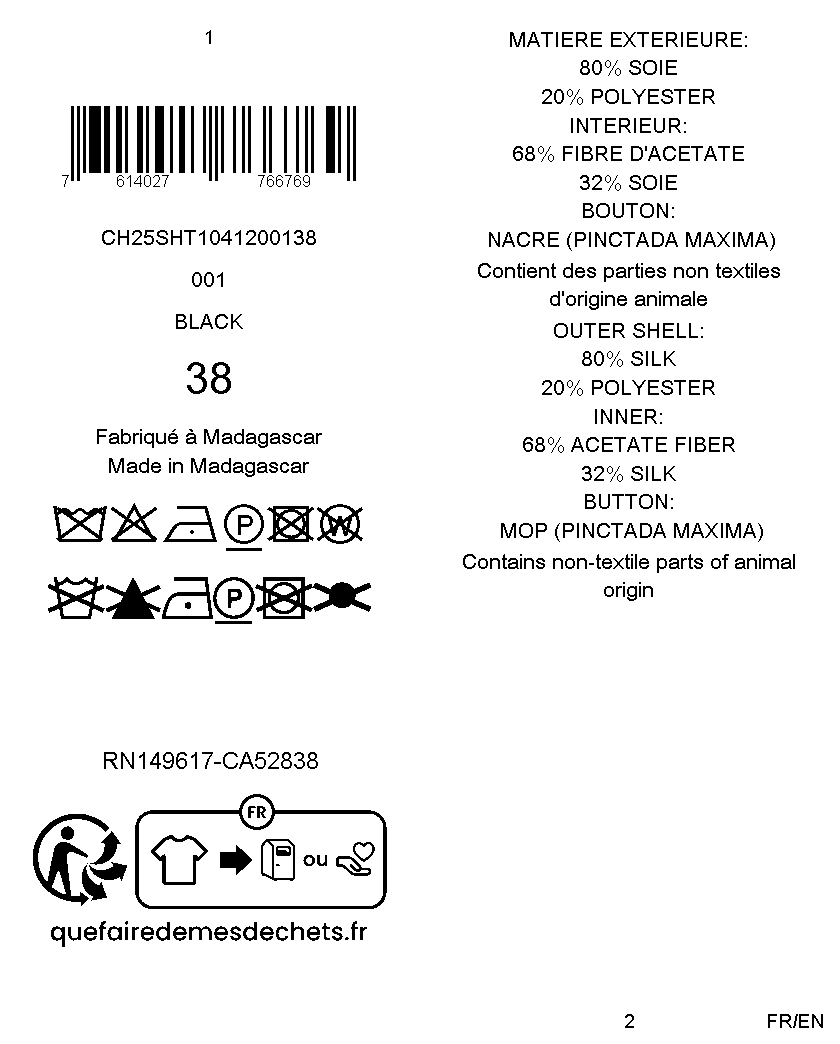 1
7 614027 766769
CH25SHT1041200138
001
BLACK
38
Fabriqué à Madagascar
Made in Madagascar
P W
P
RN149617-CA52838
FR
ou
quefairedemesdechets.fr
MATIERE EXTERIEURE:
80% SOIE
20% POLYESTER
INTERIEUR:
68% FIBRE D'ACETATE
32% SOIE
BOUTON:
NACRE (PINCTADA MAXIMA)
Contient des parties non textiles
d'origine animale
OUTER SHELL:
80% SILK
20% POLYESTER
INNER:
68% ACETATE FIBER
32% SILK
BUTTON:
MOP (PINCTADA MAXIMA)
Contains non-textile parts of animal
origin
2
FR/EN